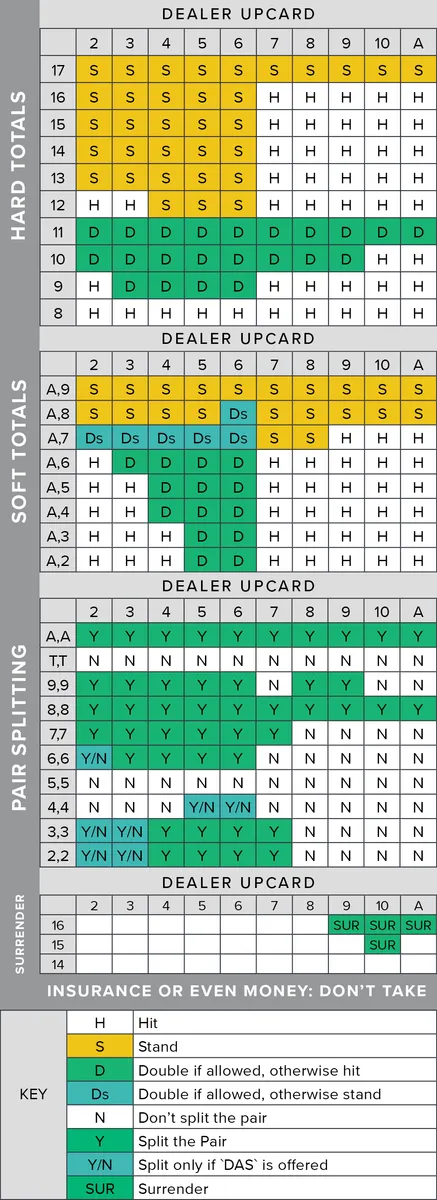 DEALER UPCARD
HARD TOTALS
2 3 4 5 6 7 8 9 10 A
17 S S S S S S S S S S
16 S S S S S H H H H H
15 S S S S S H H H H H
14 S S S S S H H H H H
13 S S S S S H H H H H
12 H H S S S H H H H H
11 D D D D D D D D D D
10 D D D D D D D D H H
9 H D D D D H H H H H
8 H H H H H H H H H H
DEALER UPCARD
SOFT TOTALS
2 3 4 5 6 7 8 9 10 A
A,9 S S S S S S S S S S
A,8 S S S S Ds S S S S S
A,7 Ds Ds Ds Ds Ds S S H H H
A,6 H D D D D H H H H H
A,5 H H D D D H H H H H
A,4 H H D D D H H H H H
A,3 H H H D D H H H H H
A,2 H H H D D H H H H H
DEALER UPCARD
PAIR SPLITTING
2 3 4 5 6 7 8 9 10 A
A,A Y Y Y Y Y Y Y Y Y Y
T,T N N N N N N N N N N
9,9 Y Y Y Y Y N Y Y N N
8,8 Y Y Y Y Y Y Y Y Y Y
7,7 Y Y Y Y Y Y N N N N
6,6 Y/N Y Y Y Y N N N N N
5,5 N N N N N N N N N N
4,4 N N N Y/N Y/N N N N N N
3,3 Y/N Y/N Y Y Y Y N N N N
2,2 Y/N Y/N Y Y Y Y N N N N
DEALER UPCARD
SURRENDER
2 3 4 5 6 7 8 9 10 A
16 SUR SUR SUR
15 SUR
14
INSURANCE OR EVEN MONEY: DON'T TAKE
KEY
H Hit
S Stand
D Double if allowed, otherwise hit
Ds Double if allowed, otherwise stand
N Don't split the pair
Y Split the Pair
Y/N Split only if `DAS` is offered
SUR Surrender